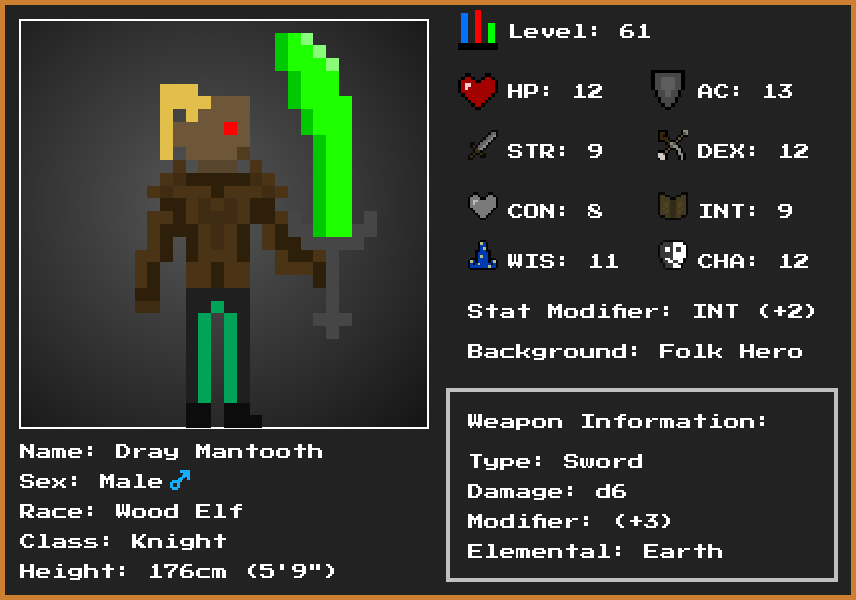 Level: 61
HP: 12
AC: 13
STR: 9
DEX: 12
CON: 8
INT: 9
WIS: 11
CHA: 12
Stat Modifier: INT (+2)
Background: Folk Hero
Weapon Information:
Type: Sword
Damage: d6
Modifier: (+3)
Elemental: Earth
Name: Dray Mantooth
Sex: Male♂
Race: Wood Elf
Class: Knight
Height: 176cm (5'9")